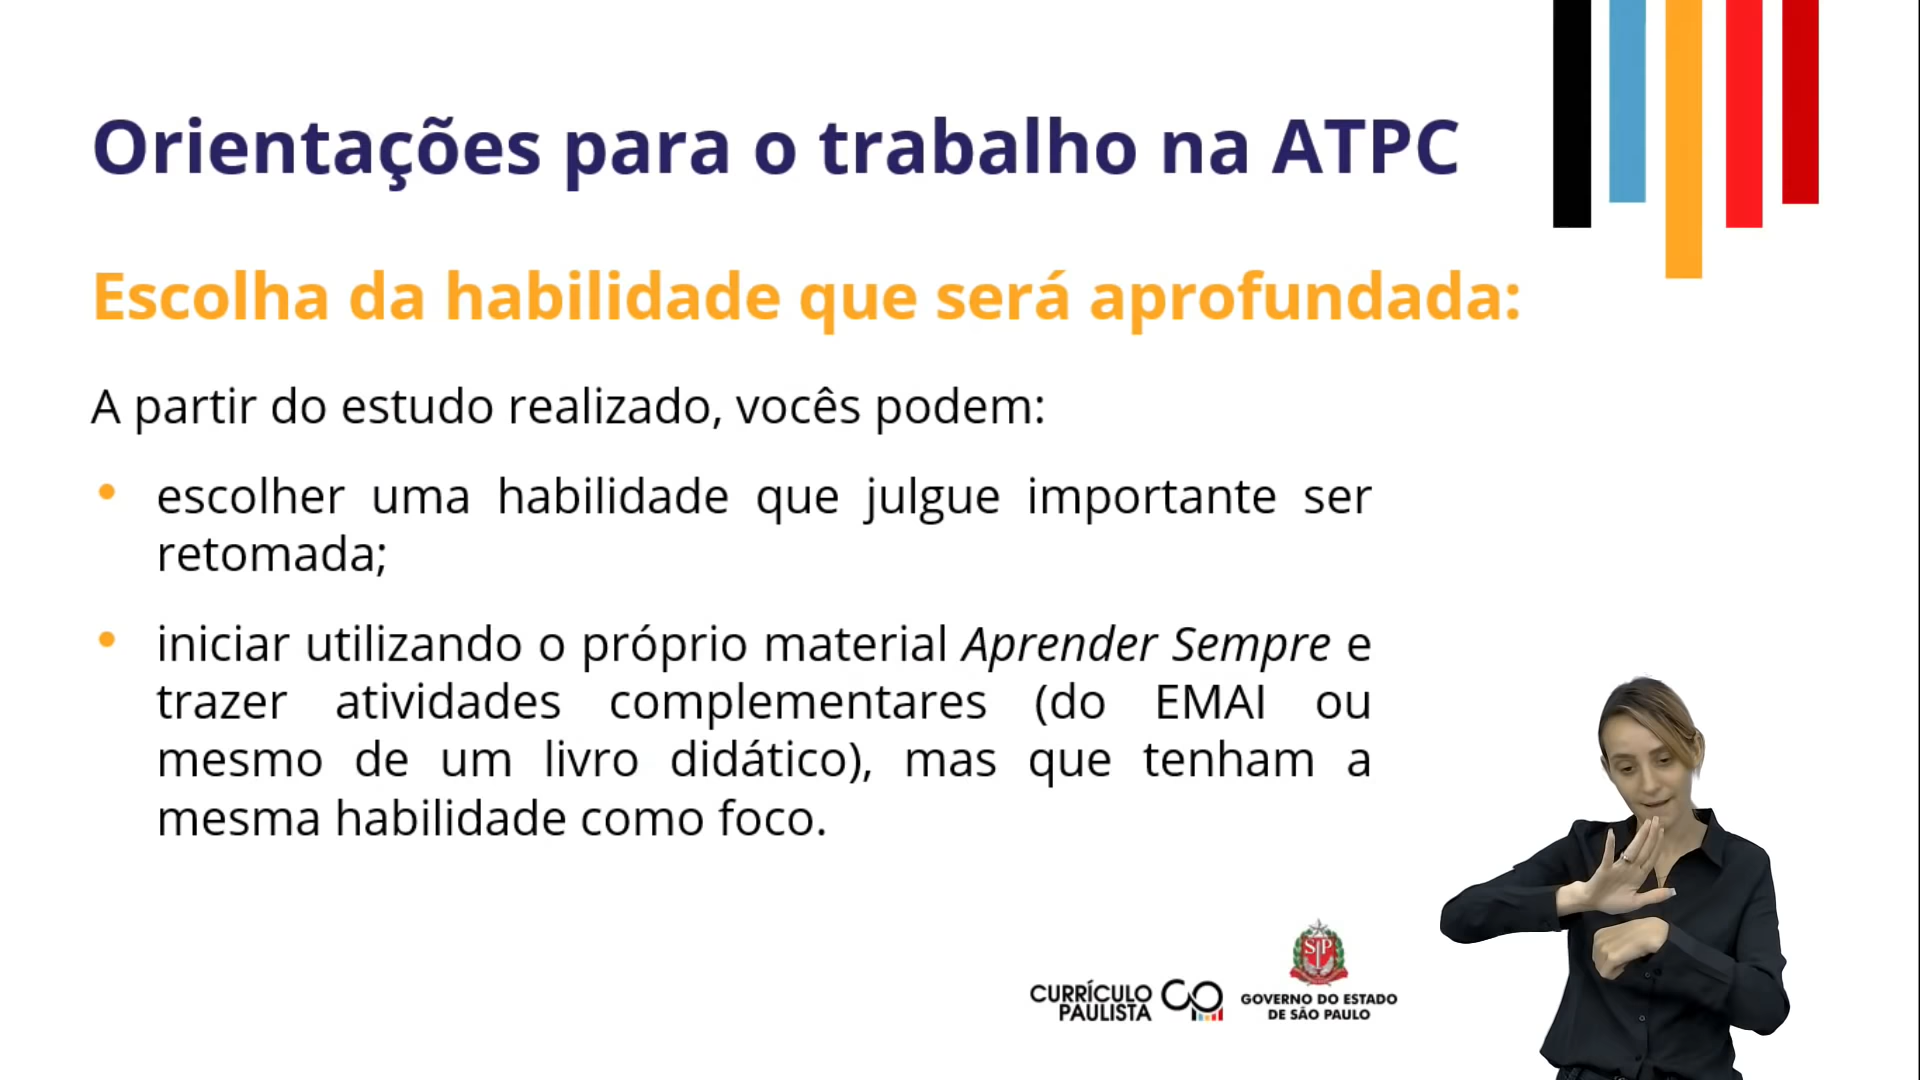 Orientações para o trabalho na ATPC
Escolha da habilidade que será aprofundada:
A partir do estudo realizado, vocês podem:
• escolher uma habilidade que julgue importante ser
retomada;
• iniciar utilizando o próprio material Aprender Sempre e
trazer atividades complementares (do EMAI ou
mesmo de um livro didático), mas que tenham a
mesma habilidade como foco.
SP
CURRÍCULO
PAULISTA
GOVERNO DO ESTADO
DE SÃO PAULO